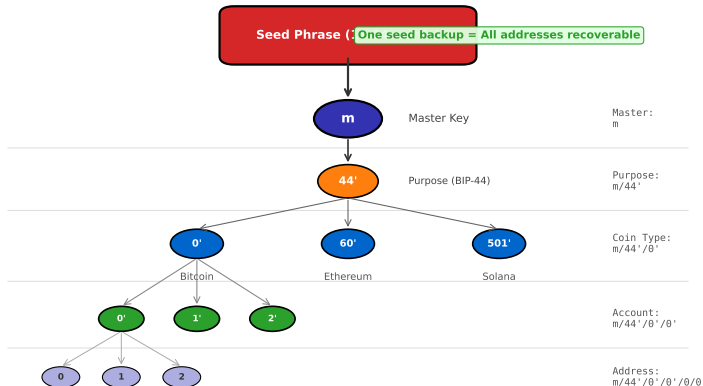 Seed Phrase (
One seed backup = All addresses recoverable
m
Master Key
Master:
m
44'
Purpose (BIP-44)
Purpose:
m/44'
0'
60'
501'
Coin Type:
m/44'/0'
Bitcoin
Ethereum
Solana
0'
1'
2'
Account:
m/44'/0'/0'
0
1
2
Address:
m/44'/0'/0'/0/0